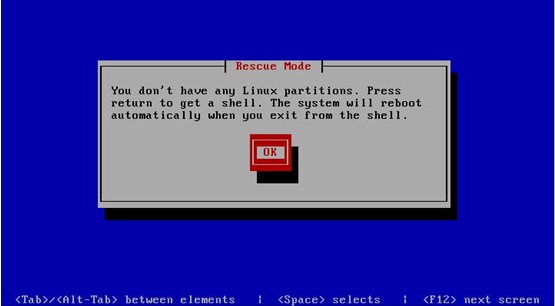 Rescue Mode
You don't have any Linux partitions. Press
return to get a shell. The system will reboot
automatically when you exit from the shell.
OK
<Tab>/<Alt-Tab> between elements | <Space> selects | <F12> next screen